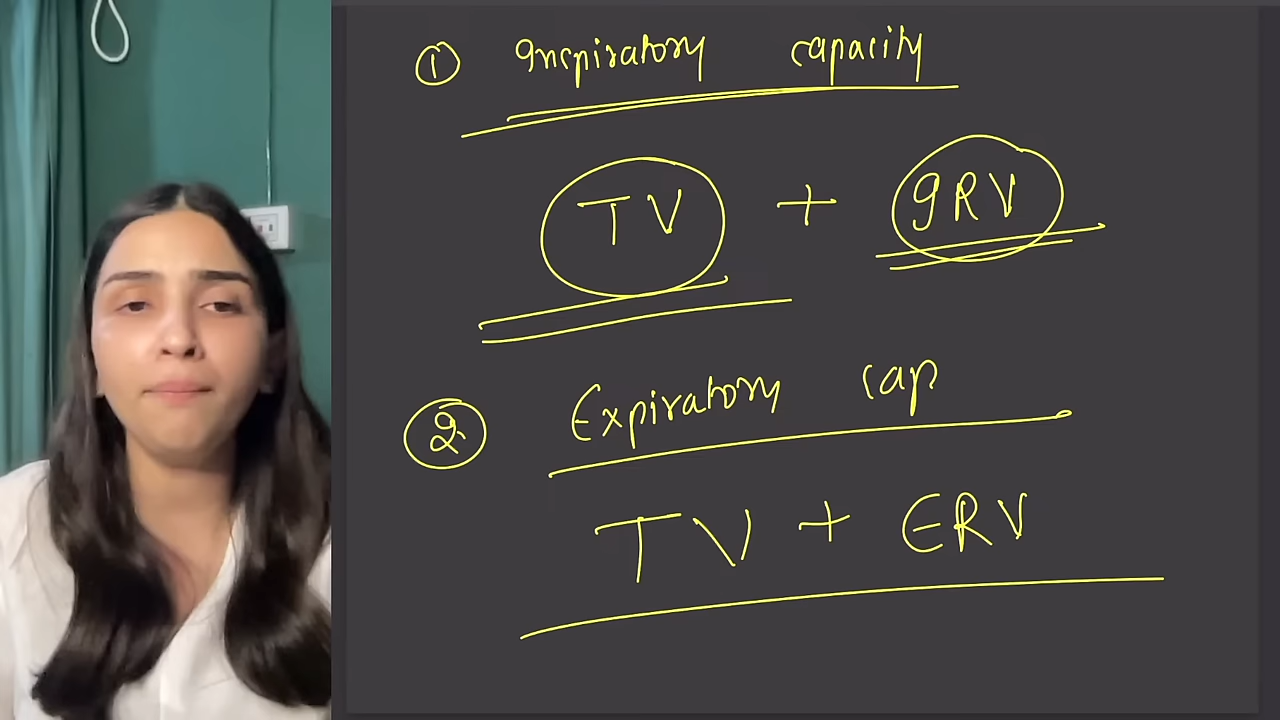 ① Inspiratory capacity
TV + IRV
② Expiratory cap
TV + ERV